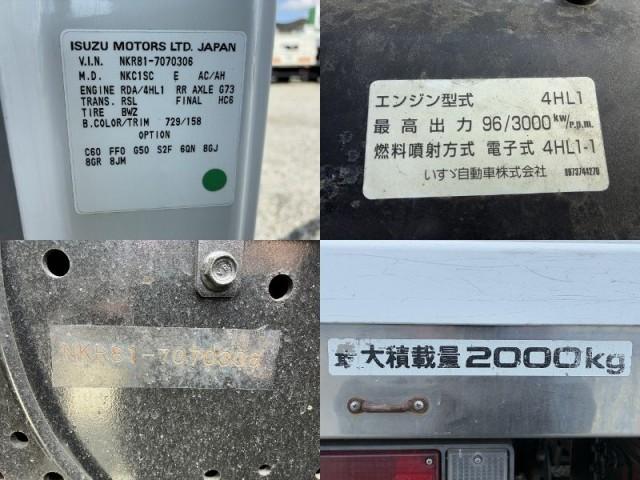 ISUZU MOTORS LTD. JAPAN
V.I.N. NKR81-7070306
M.D. NKC1SC E AC/AH
ENGINE RDA/4HL1 RR AXLE G73
TRANS. RSL FINAL HC6
TIRE BWZ
B.COLOR/TRIM 729/158
OPTION
C60 FF0 G50 S2F 6QN 8GJ
8GR 8JM
エンジン型式 4HL1
最高出力 96/3000 kW/r.p.m.
燃料噴射方式 電子式 4HL1-1
いすゞ自動車株式会社 8973744270
NKR81-7070306
最大積載量 2000kg